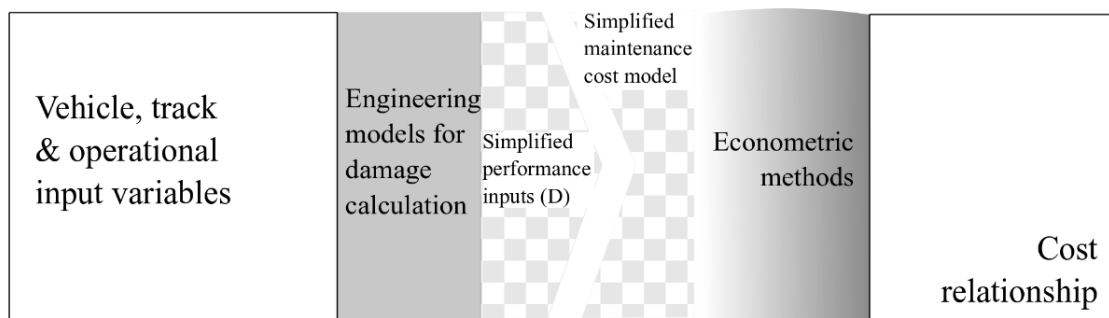 Vehicle, track
& operational
input variables
Engineering
models for
damage
calculation
Simplified
performance
inputs (D)
Simplified
maintenance
cost model
Econometric
methods
Cost
relationship